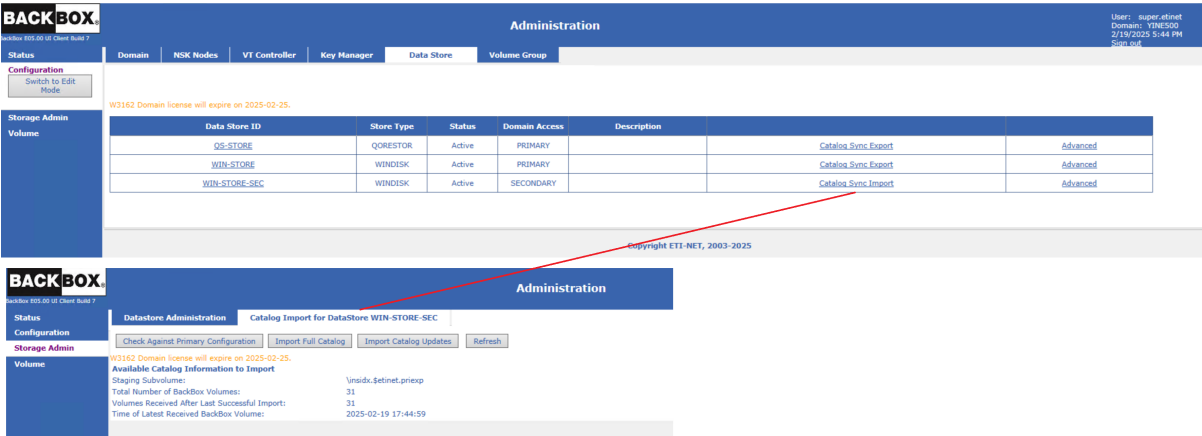 BACKBOX®
BackBox E05.00 UI Client Build 7
Administration
User: super.etinet
Domain: YINE500
2/19/2025 5:44 PM
Sign out
Status
Domain NSK Nodes VT Controller Key Manager Data Store Volume Group
Configuration
Switch to Edit
Mode
W3162 Domain license will expire on 2025-02-25.
Storage Admin
Volume
Data Store ID Store Type Status Domain Access Description
QS-STORE QORESTOR Active PRIMARY Catalog Sync Export Advanced
WIN-STORE WINDISK Active PRIMARY Catalog Sync Export Advanced
WIN-STORE-SEC WINDISK Active SECONDARY Catalog Sync Import Advanced
Copyright ETI-NET, 2003-2025
BACKBOX®
BackBox E05.00 UI Client Build 7
Administration
Status
Configuration
Storage Admin
Volume
Datastore Administration Catalog Import for DataStore WIN-STORE-SEC
Check Against Primary Configuration Import Full Catalog Import Catalog Updates Refresh
W3162 Domain license will expire on 2025-02-25.
Available Catalog Information to Import
Staging Subvolume: \insidx.$etinet.priexp
Total Number of BackBox Volumes: 31
Volumes Received After Last Successful Import: 31
Time of Latest Received BackBox Volume: 2025-02-19 17:44:59